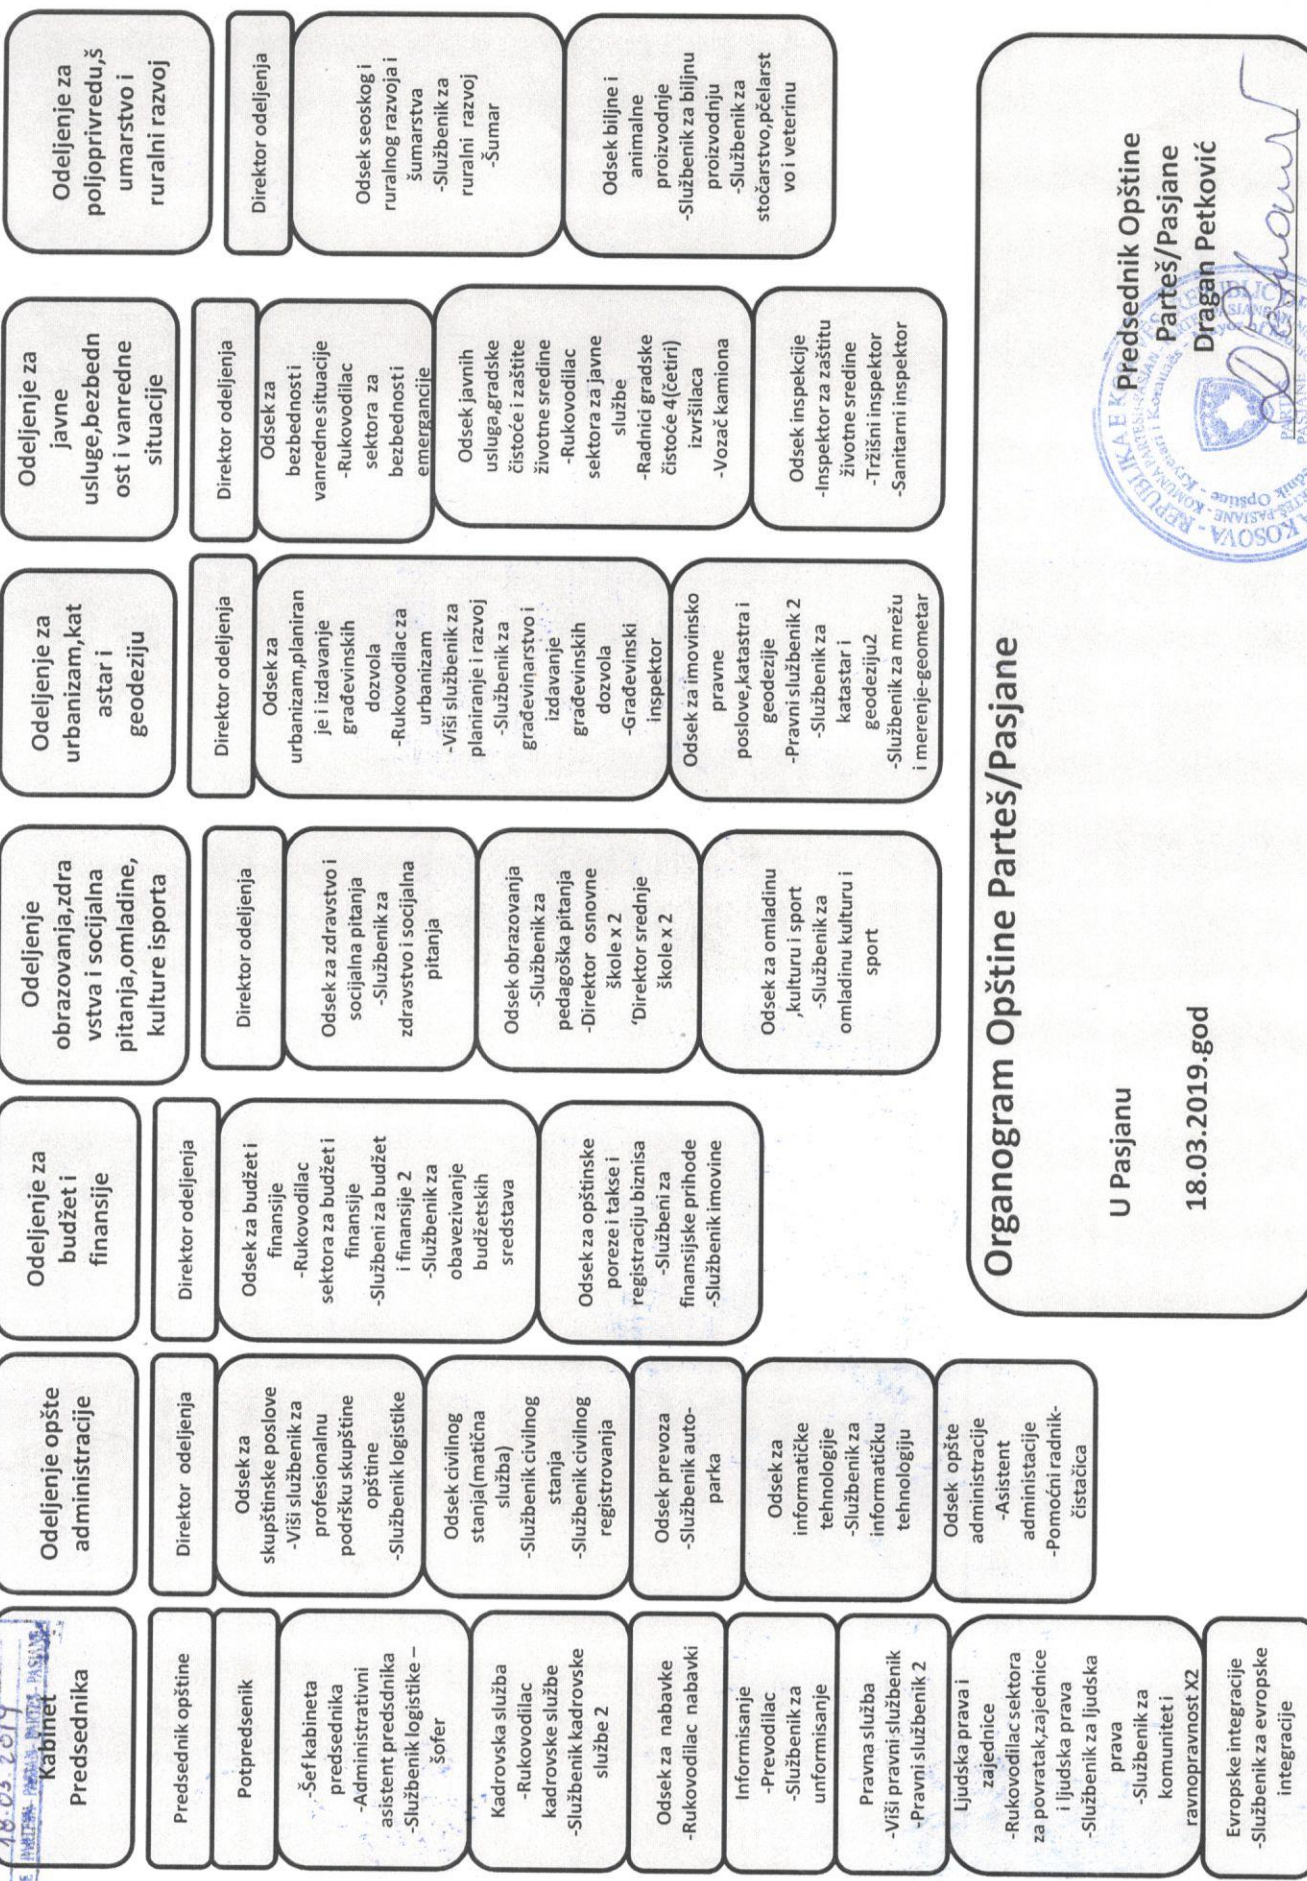 18.03.2019
Kabinet
Predsednika
Predsednik opštine
Potpredsenik
-Šef kabineta
predsednika
-Administrativni
asistent presdnika
-Službenik logistike –
šofer
Kadrovska služba
-Rukovodilac
kadrovske službe
-Službenik kadrovske
službe 2
Odsek za nabavke
-Rukovodilac nabavki
Informisanje
-Prevodilac
-Službenik za
unformisanje
Pravna služba
-Viši pravni službenik
-Pravni službenik 2
Ljudska prava i
zajednice
-Rukovodilac sektora
za povratak,zajednice
i ljudska prava
-Službenik za ljudska
prava
-Službenik za
komunitet i
ravnopravnost X2
Evropske integracije
-Službenik za evropske
integracije
Odeljenje opšte
administracije
Direktor odeljenja
Odsek za
skupštinske poslove
-Viši službenik za
profesionalnu
podršku skupštine
opštine
-Službenik logistike
Odsek civilnog
stanja(matična
služba)
-Službenik civilnog
stanja
-Službenik civilnog
registrovanja
Odsek prevoza
-Službenik auto-
parka
Odsek za
informatičke
tehnologije
-Službenik za
informatičku
tehnologiju
Odsek opšte
administracije
-Asistent
administacije
-Pomoćni radnik-
čistačica
Odeljenje za
budžet i
finansije
Direktor odeljenja
Odsek za budžet i
finansije
-Rukovodilac
sektora za budžet i
finansije
-Službeni za budžet
i finansije 2
-Službenik za
obavezivanje
budžetskih
sredstava
Odsek za opštinske
poreze i takse i
registraciju biznisa
-Službeni za
finansijske prihode
-Službenik imovine
Odeljenje
obrazovanja,zdra
vstva i socijalna
pitanja,omladine,
kulture isporta
Direktor odeljenja
Odsek za zdravstvo i
socijalna pitanja
-Službenik za
zdravstvo i socijalna
pitanja
Odsek obrazovanja
-Službenik za
pedagoška pitanja
-Direktor osnovne
škole x 2
‘Direktor srednje
škole x 2
Odsek za omladinu
,kulturu i sport
-Službenik za
omladinu kulturu i
sport
Odeljenje za
urbanizam,kat
astar i
geodeziju
Direktor odeljenja
Odsek za
urbanizam,planiran
je i izdavanje
građevinskih
dozvola
-Rukovodilac za
urbanizam
-Viši službenik za
planiranje i razvoj
-Službenik za
građevinarstvo i
izdavanje
građevinskih
dozvola
-Građevinski
inspektor
Odsek za imovinsko
pravne
poslove,katastra i
geodezije
-Pravni službenik 2
-Službenik za
katastar i
geodeziju2
-Službenik za mrežu
i merenje-geometar
Odeljenje za
javne
usluge,bezbedn
ost i vanredne
situacije
Direktor odeljenja
Odsek za
bezbednost i
vanredne situacije
-Rukovodilac
sektora za
bezbednost i
emergancije
Odsek javnih
usluga,gradske
čistoće i zaštite
životne sredine
-Rukovodilac
sektora za javne
službe
-Radnici gradske
čistoće 4(četiri)
izvršilaca
-Vozač kamiona
Odsek inspekcije
-Inspektor za zaštitu
životne sredine
-Tržišni inspektor
-Sanitarni inspektor
Odeljenje za
poljoprivredu,š
umarstvo i
ruralni razvoj
Direktor odeljenja
Odsek seoskog i
ruralnog razvoja i
šumarstva
-Službenik za
ruralni razvoj
-Šumar
Odsek biljne i
animalne
proizvodnje
-Službenik za biljnu
proizvodnju
-Službenik za
stočarstvo,pčelarst
vo i veterinu
Organogram Opštine Parteš/Pasjane
U Pasjanu
18.03.2019.god
Predsednik Opštine
Parteš/Pasjane
Dragan Petković